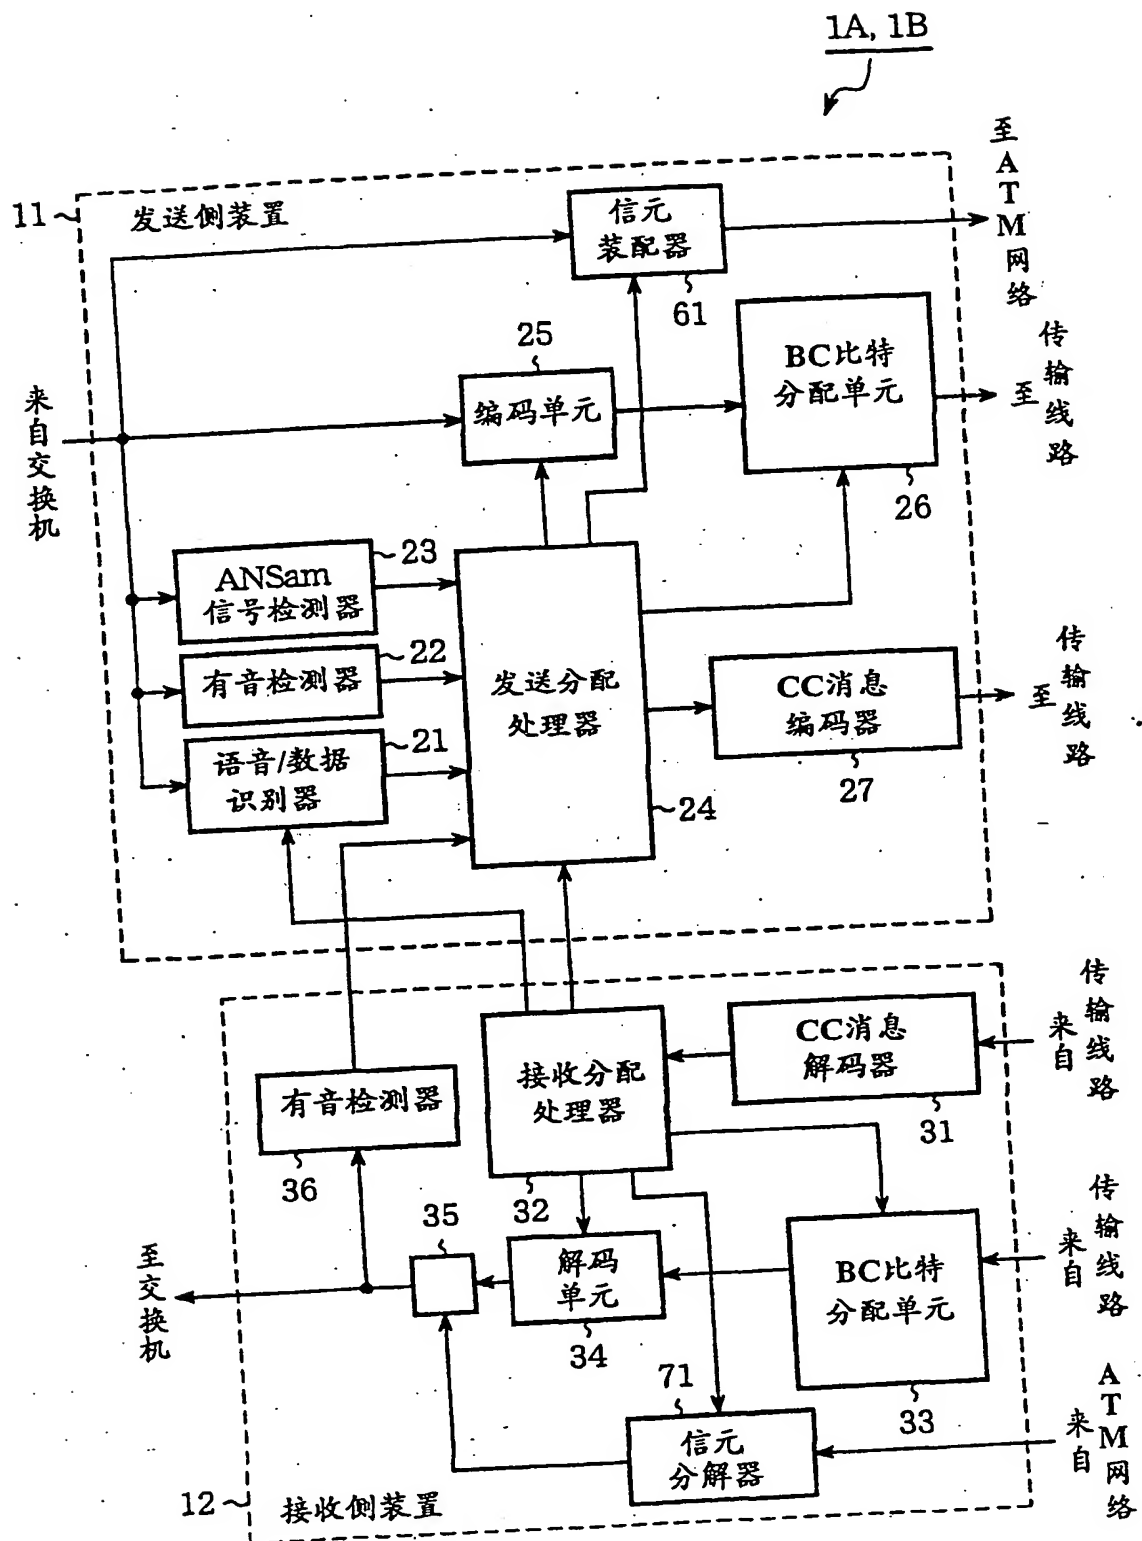 1A, 1B
至ATM网络
11
发送侧装置
信元
装配器
61
25
编码单元
BC比特
分配单元
26
至
传输线路
来自交换机
23
ANSam
信号检测器
22
有音检测器
21
语音/数据
识别器
发送分配
处理器
24
CC消息
编码器
27
至
传输线路
接收分配
处理器
32
CC消息
解码器
31
来自
传输线路
有音检测器
36
35
解码
单元
34
BC比特
分配单元
33
来自
传输线路
至交换机
71
信元
分解器
来自
ATM网络
12
接收侧装置